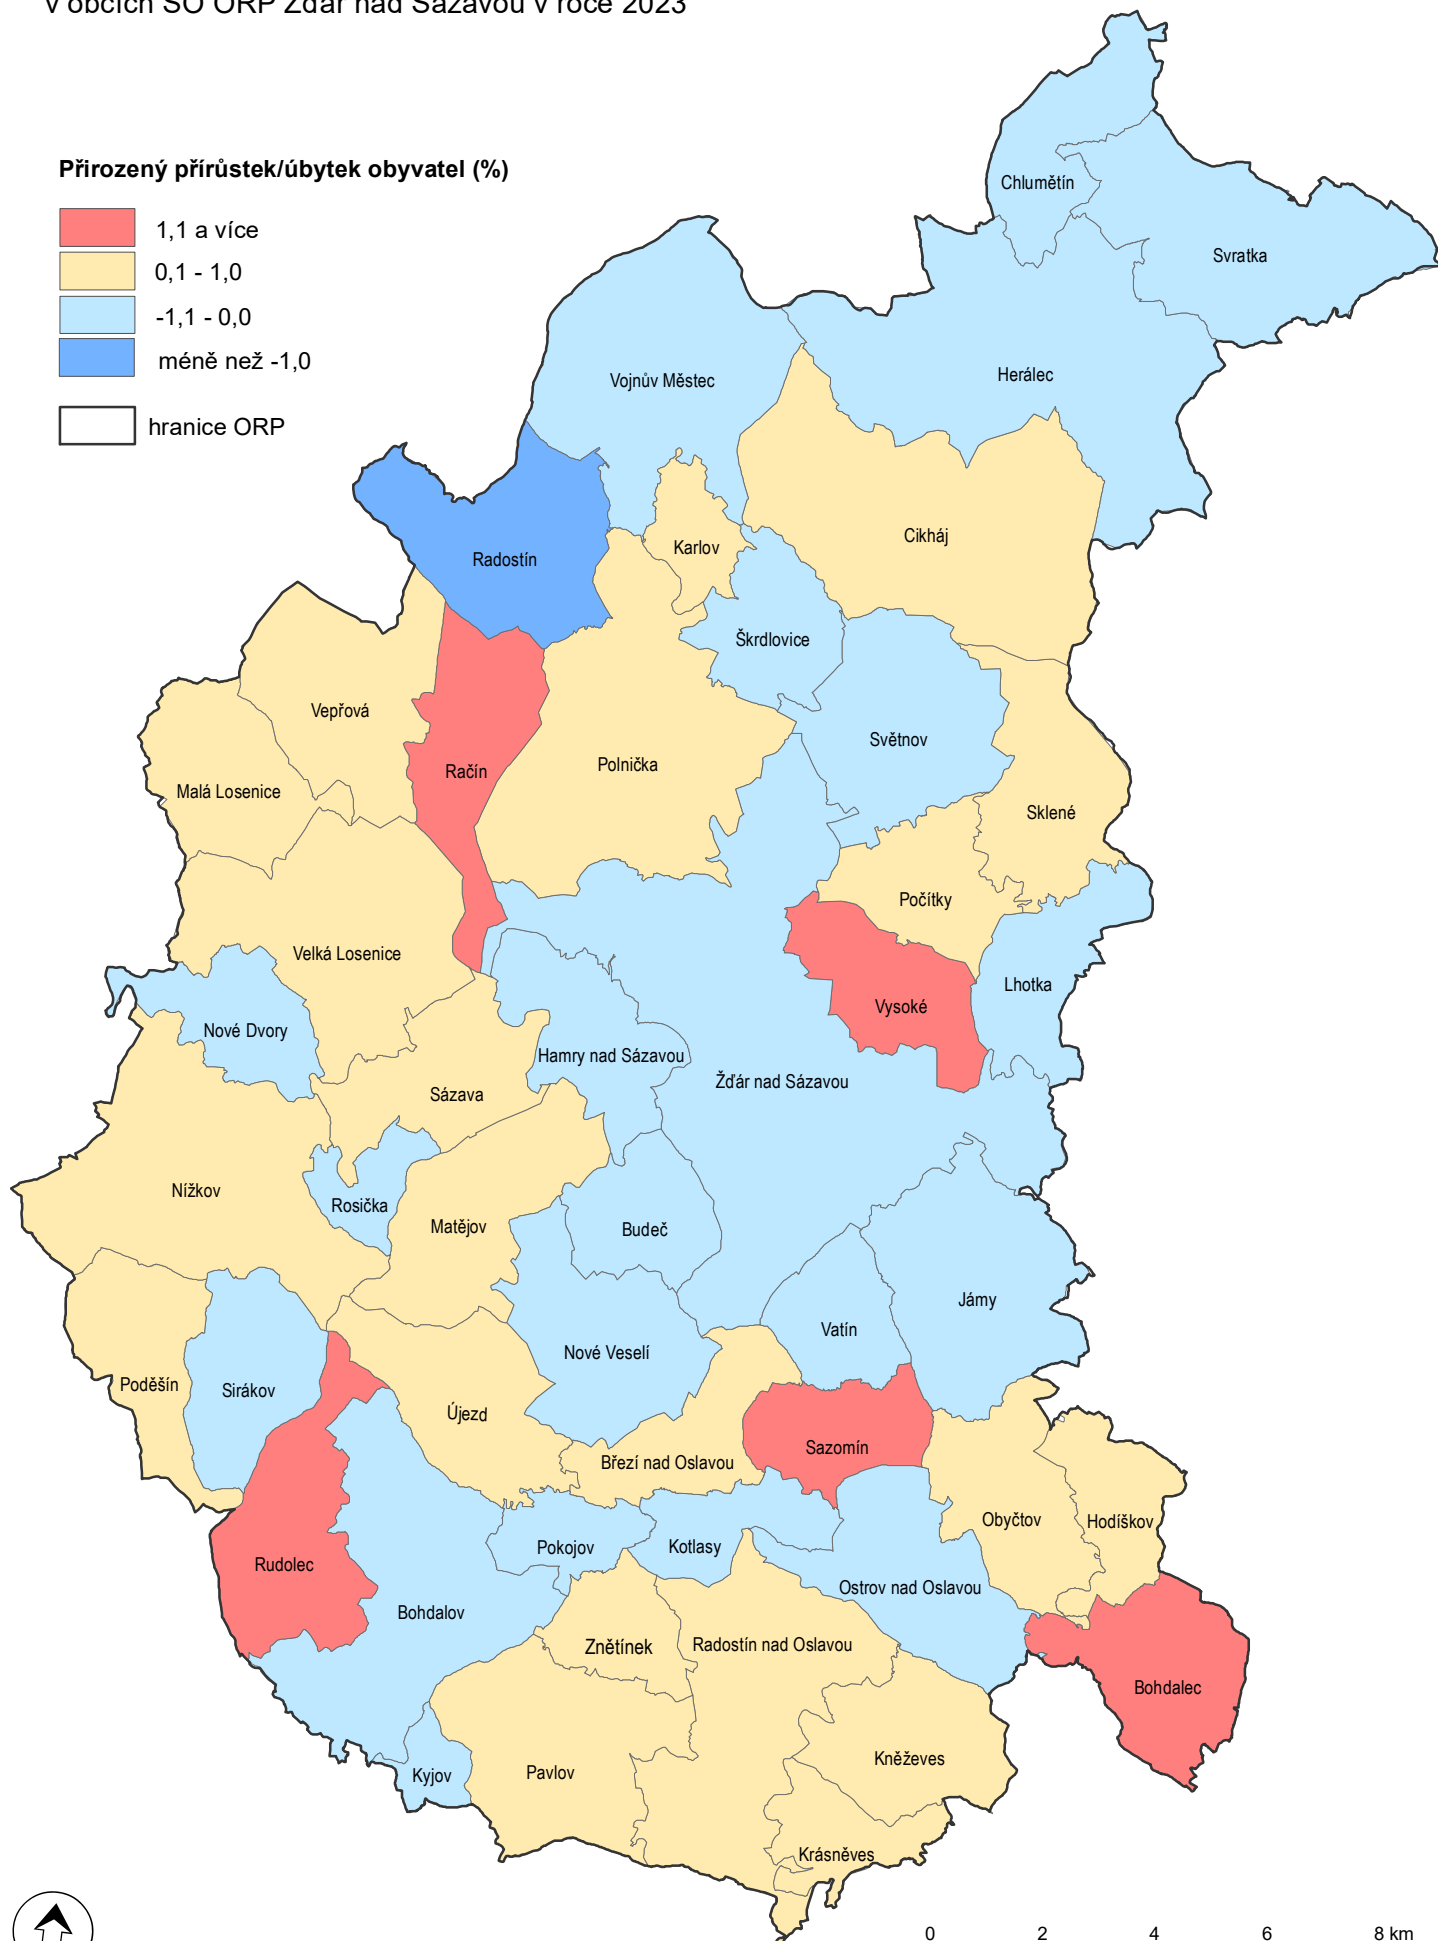 v obcích SO ORP Žďár nad Sázavou v roce 2023
Přirozený přírůstek/úbytek obyvatel (%)
1,1 a více
0,1 - 1,0
-1,1 - 0,0
méně než -1,0
hranice ORP
Chlumětín
Svratka
Herálec
Vojnův Městec
Cikháj
Karlov
Radostín
Škrdlovice
Vepřová
Světnov
Polnička
Račín
Malá Losenice
Sklené
Počítky
Velká Losenice
Lhotka
Vysoké
Nové Dvory
Hamry nad Sázavou
Žďár nad Sázavou
Sázava
Nížkov
Rosička
Matějov
Budeč
Jámy
Vatín
Nové Veselí
Poděšín
Sirákov
Újezd
Sazomín
Březí nad Oslavou
Obyčtov
Hodíškov
Pokojov
Kotlasy
Rudolec
Ostrov nad Oslavou
Bohdalov
Znětínek
Radostín nad Oslavou
Bohdalec
Kněževes
Pavlov
Kyjov
Krásněves
0 2 4 6 8 km